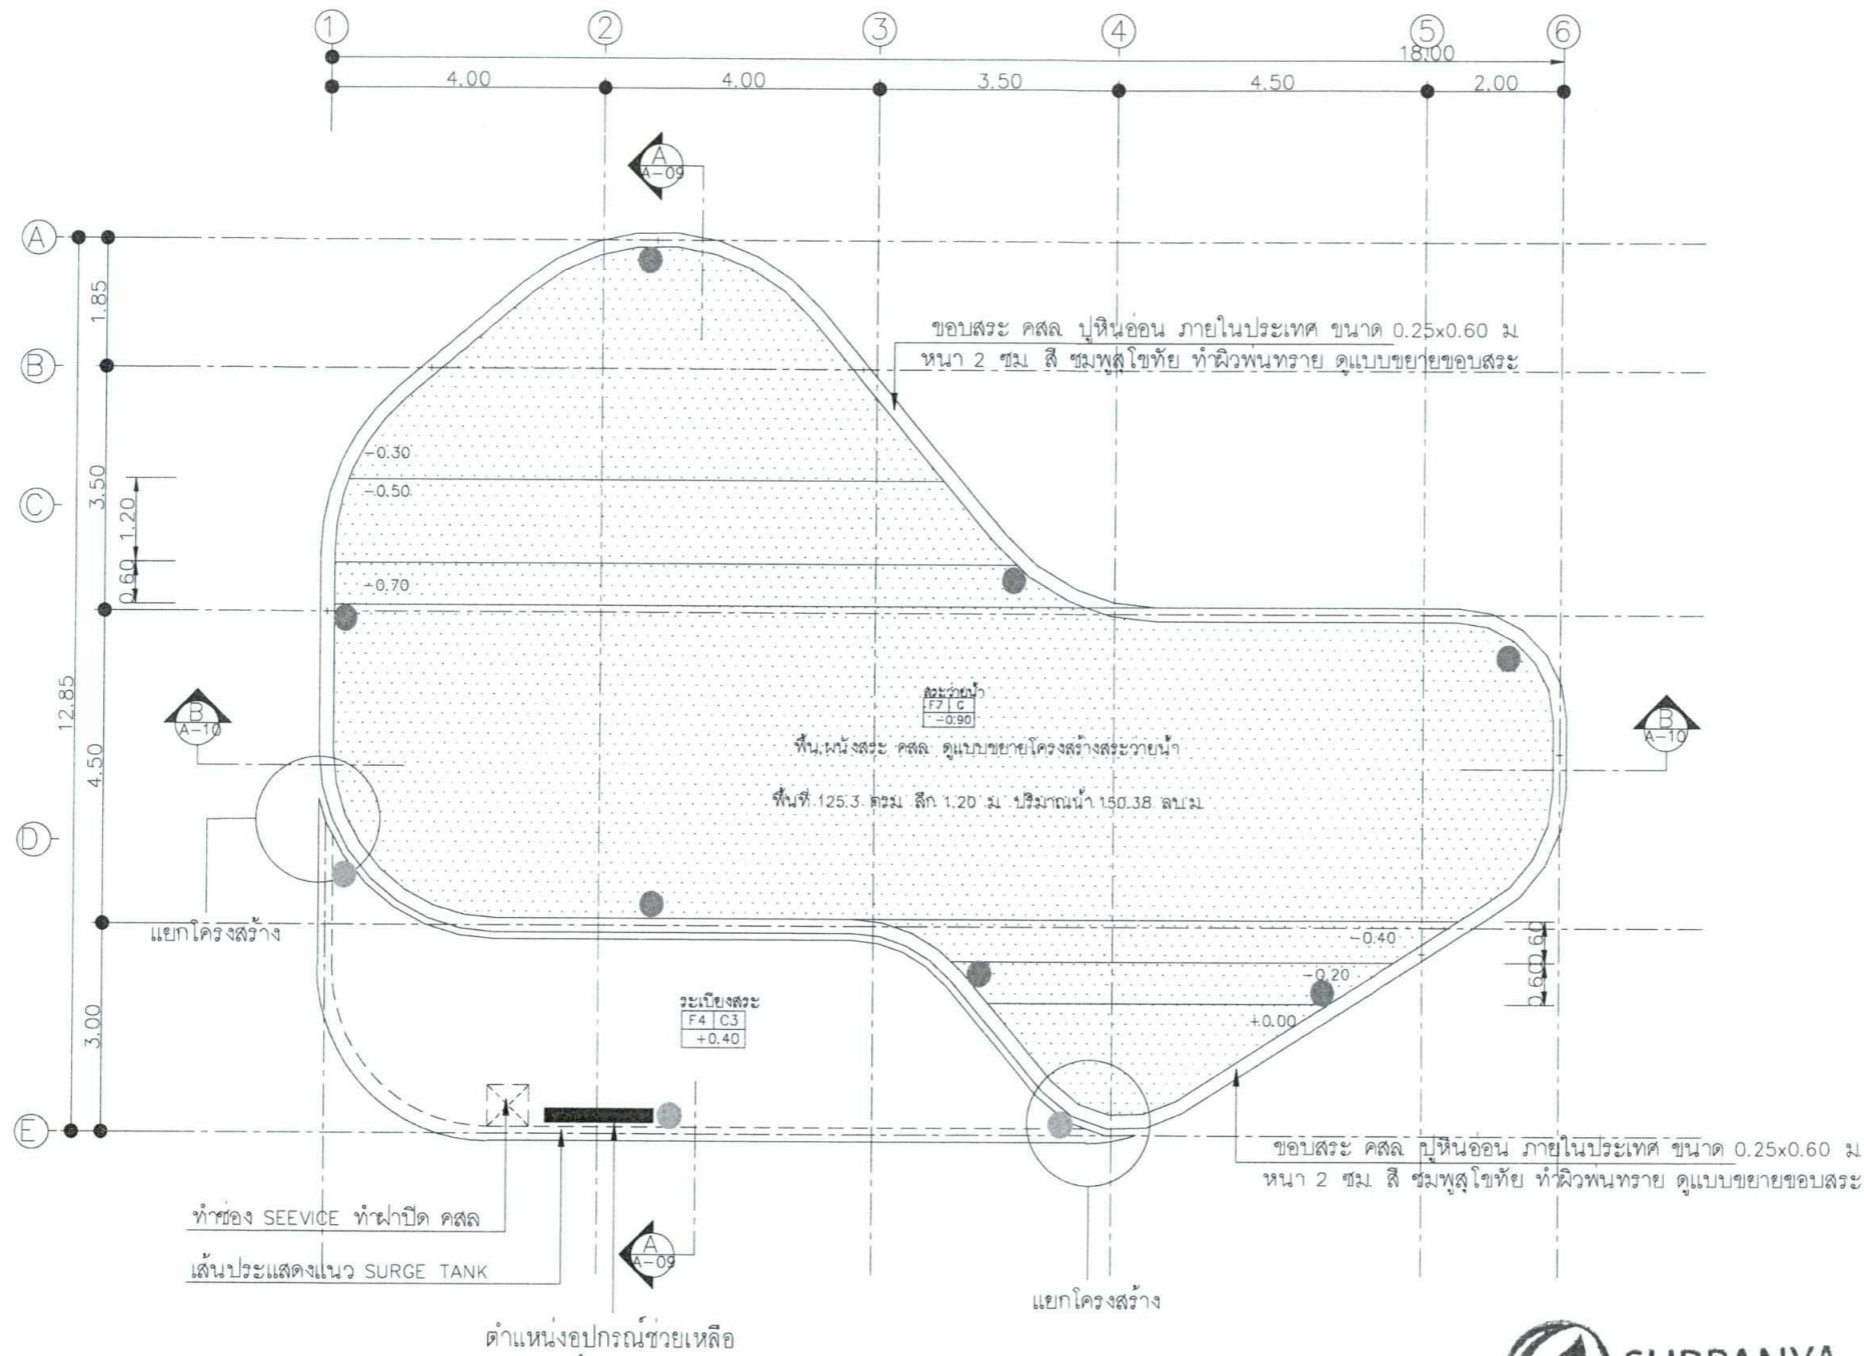 1 2 3 4 5 6
18.00
4.00 4.00 3.50 4.50 2.00
A
A-09
A
B
C
D
E
1.85
3.50
1.20
0.60
12.85
4.50
3.00
ขอบสระ คสล ปูหินอ่อน ภายในประเทศ ขนาด 0.25x0.60 ม
หนา 2 ซม สี ชมพูสุโขทัย ทำผิวพ่นทราย ดูแบบขยายขอบสระ
-0.30
-0.50
-0.70
B
A-10
B
A-10
สระว่ายน้ำ
F7 C
-0.90
พื้น,ผนังสระ คสล ดูแบบขยายโครงสร้างสระวายน้ำ
พื้นที่ 125.3 ตรม ลึก 1.20 ม ปริมาณน้ำ 150.38 ลบ.ม
แยกโครงสร้าง
-0.40
-0.20
+0.00
0.60
0.60
ระเบียงสระ
F4 C3
+0.40
ขอบสระ คสล ปูหินอ่อน ภายในประเทศ ขนาด 0.25x0.60 ม
หนา 2 ซม สี ชมพูสุโขทัย ทำผิวพ่นทราย ดูแบบขยายขอบสระ
ทำช่อง SEEVICE ทำฝาปิด คสล
เส้นประแสดงแนว SURGE TANK
A
A-09
แยกโครงสร้าง
ตำแหน่งอุปกรณ์ช่วยเหลือ